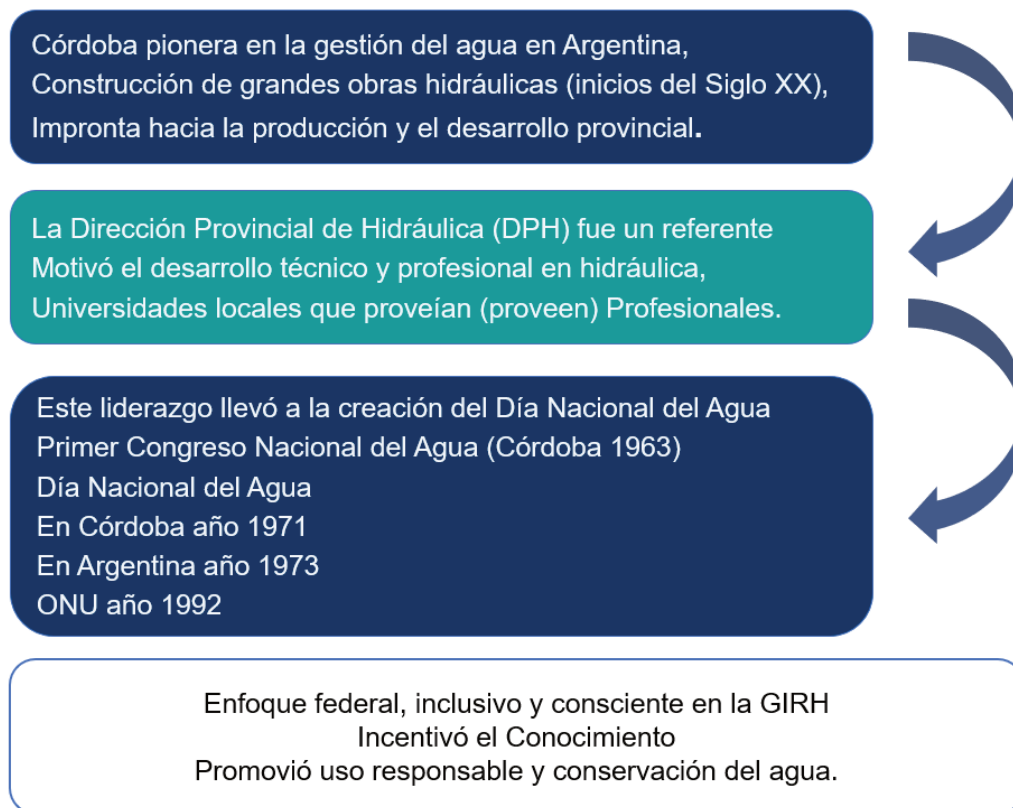 Córdoba pionera en la gestión del agua en Argentina,
Construcción de grandes obras hidráulicas (inicios del Siglo XX),
Impronta hacia la producción y el desarrollo provincial.
La Dirección Provincial de Hidráulica (DPH) fue un referente
Motivó el desarrollo técnico y profesional en hidráulica,
Universidades locales que proveían (proveen) Profesionales.
Este liderazgo llevó a la creación del Día Nacional del Agua
Primer Congreso Nacional del Agua (Córdoba 1963)
Día Nacional del Agua
En Córdoba año 1971
En Argentina año 1973
ONU año 1992
Enfoque federal, inclusivo y consciente en la GIRH
Incentivó el Conocimiento
Promovió uso responsable y conservación del agua.